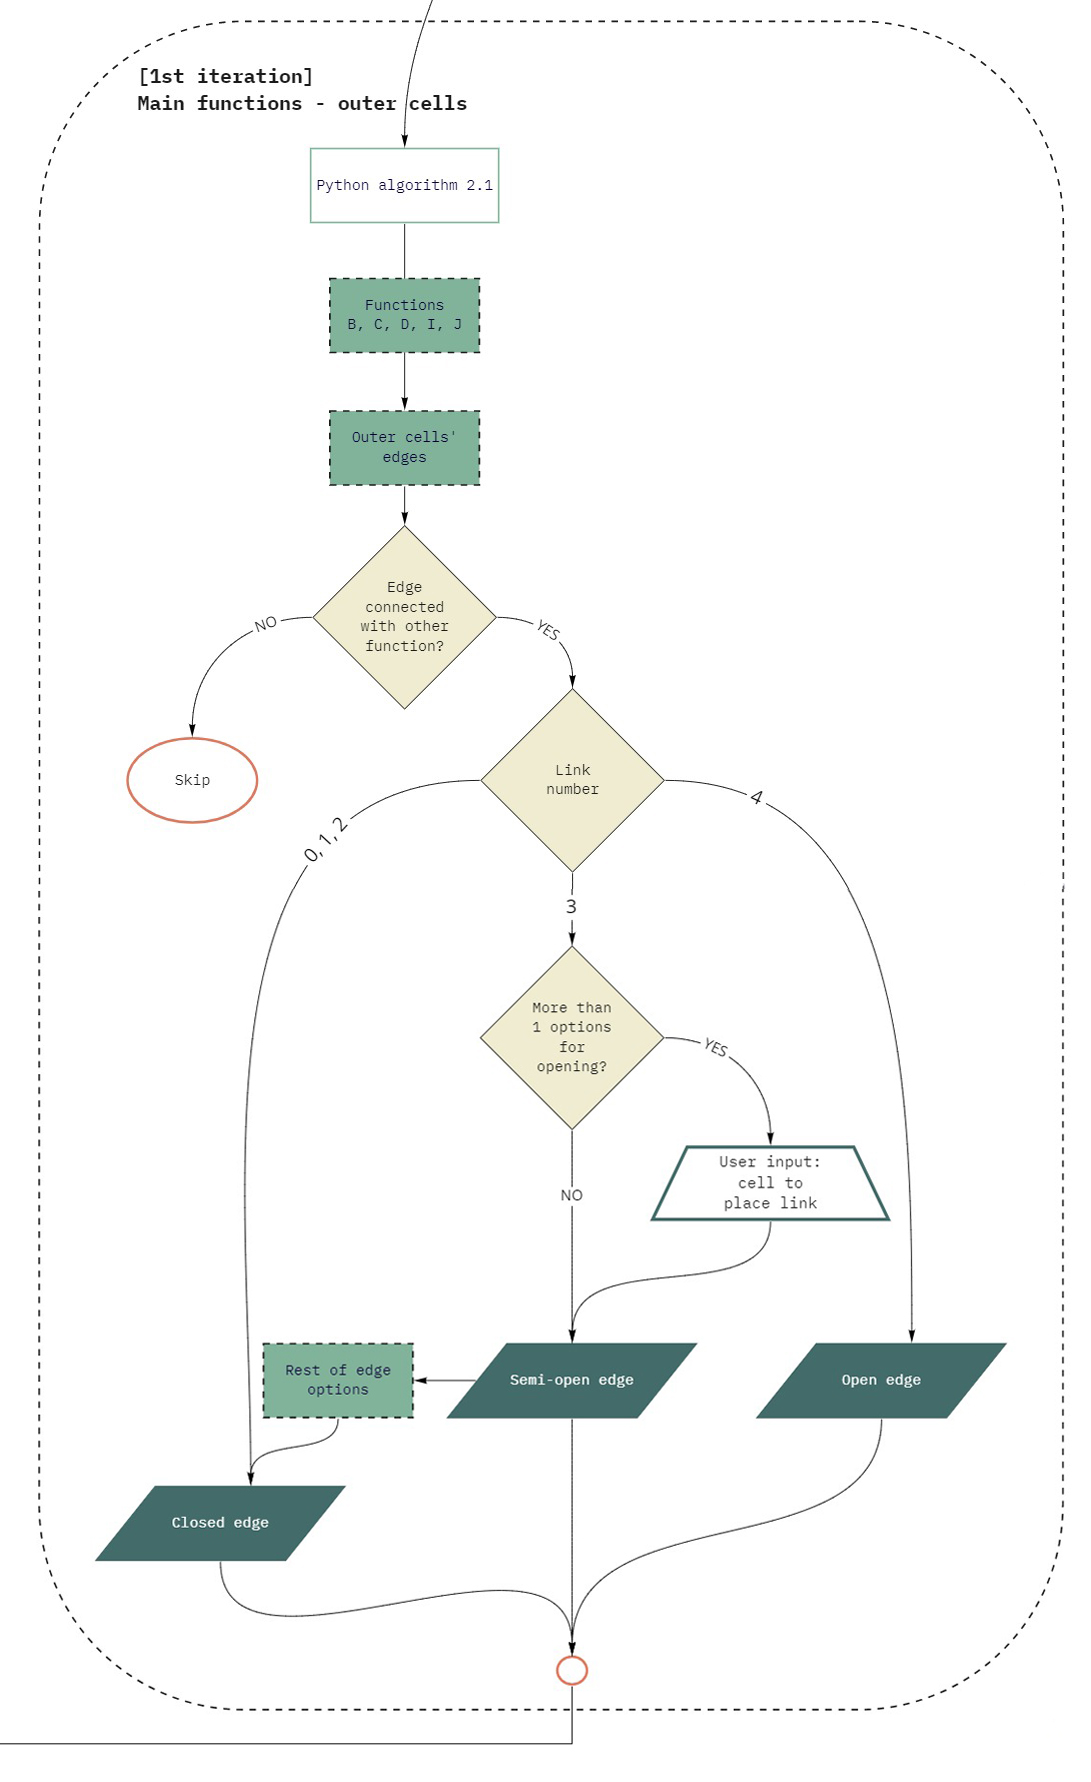 [1st iteration]
Main functions - outer cells
Python algorithm 2.1
Functions
B, C, D, I, J
Outer cells'
edges
Edge
connected
with other
function?
NO
YES
Skip
Link
number
0, 1, 2
4
3
More than
1 options
for
opening?
YES
User input:
cell to
place link
NO
Rest of edge
options
Semi-open edge
Open edge
Closed edge